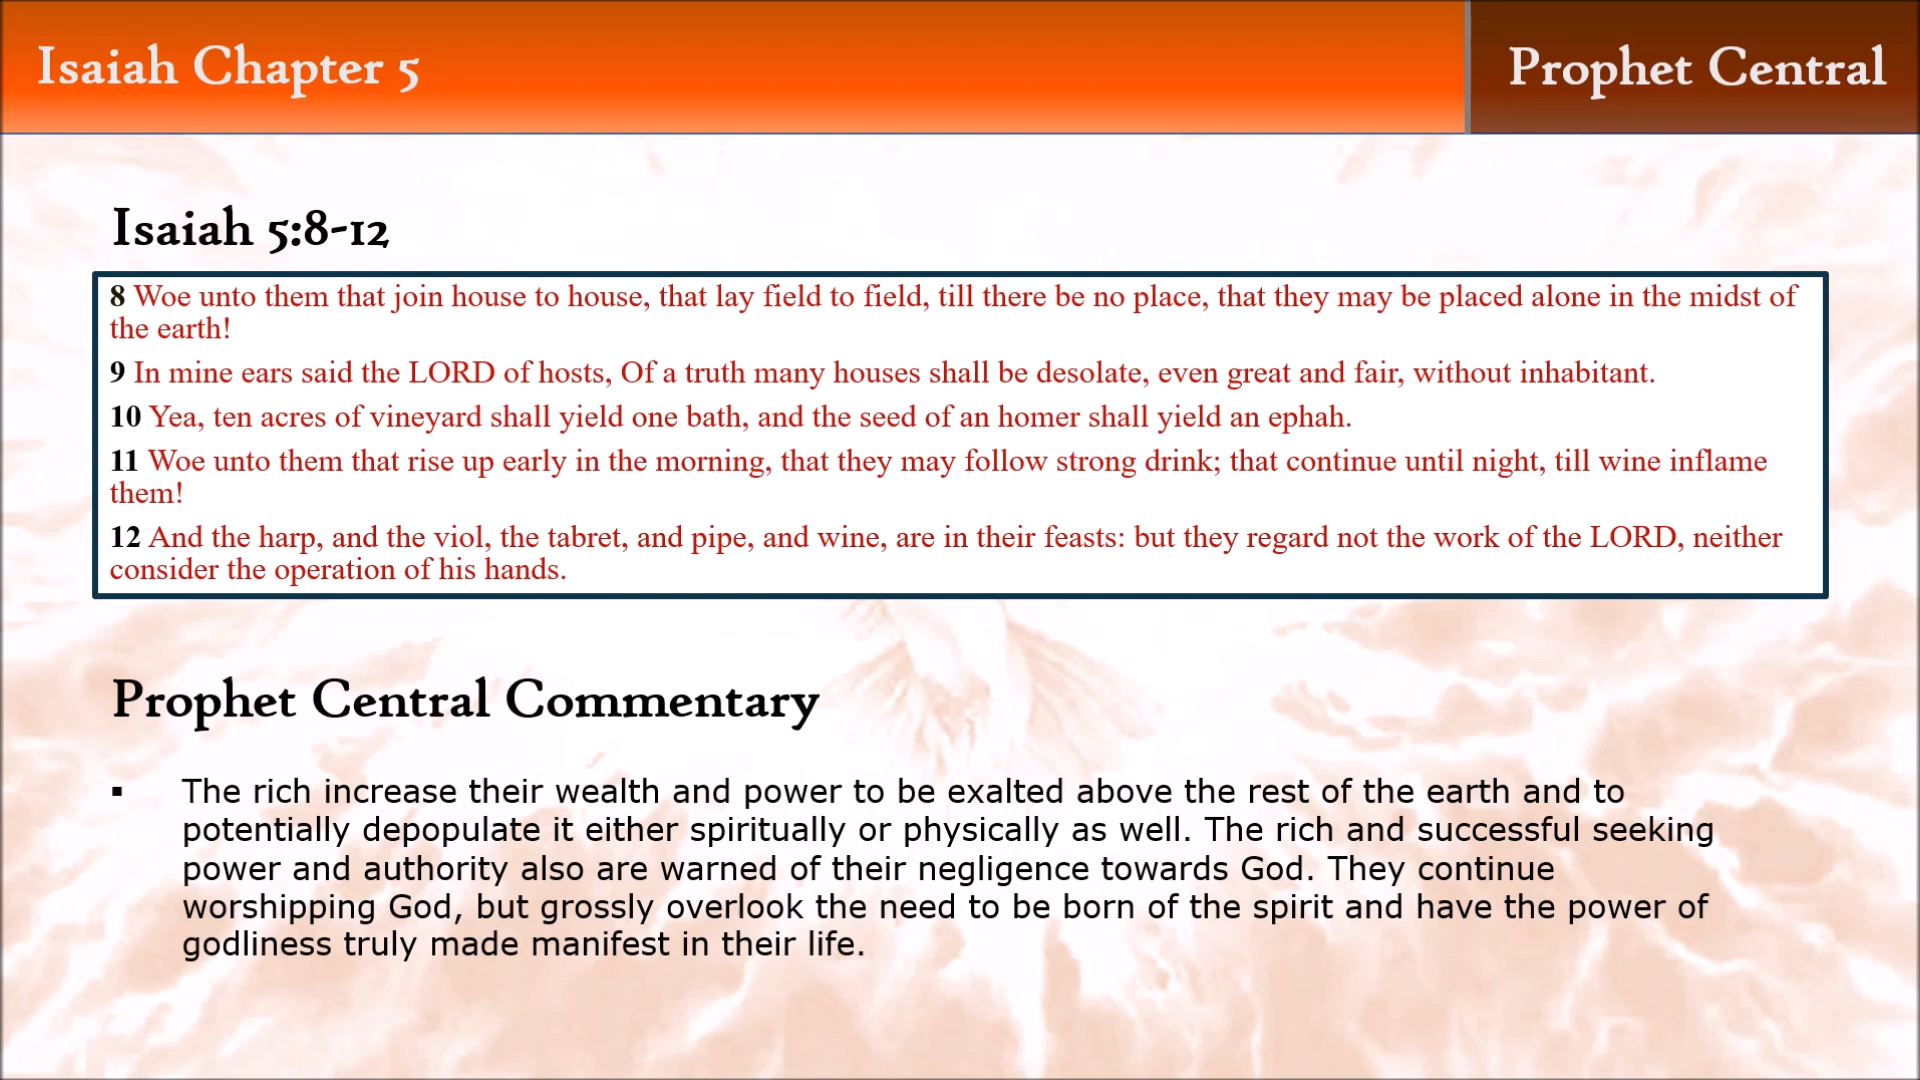 Isaiah Chapter 5
Prophet Central
Isaiah 5:8-12
8 Woe unto them that join house to house, that lay field to field, till there be no place, that they may be placed alone in the midst of
the earth!
9 In mine ears said the LORD of hosts, Of a truth many houses shall be desolate, even great and fair, without inhabitant.
10 Yea, ten acres of vineyard shall yield one bath, and the seed of an homer shall yield an ephah.
11 Woe unto them that rise up early in the morning, that they may follow strong drink; that continue until night, till wine inflame
them!
12 And the harp, and the viol, the tabret, and pipe, and wine, are in their feasts: but they regard not the work of the LORD, neither
consider the operation of his hands.
Prophet Central Commentary
▪ The rich increase their wealth and power to be exalted above the rest of the earth and to
potentially depopulate it either spiritually or physically as well. The rich and successful seeking
power and authority also are warned of their negligence towards God. They continue
worshipping God, but grossly overlook the need to be born of the spirit and have the power of
godliness truly made manifest in their life.